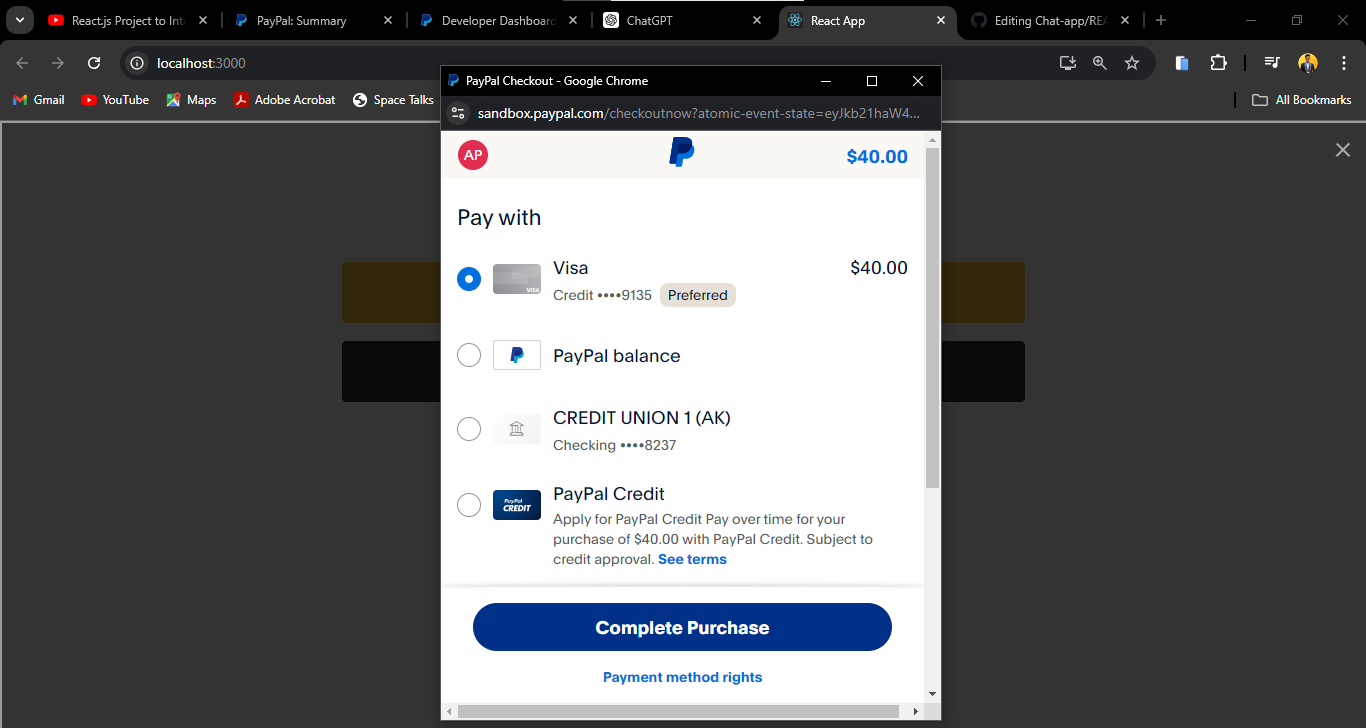 React.js Project to Int
PayPal: Summary
Developer Dashboard
ChatGPT
React App
Editing Chat-app/REA
localhost:3000
Gmail
YouTube
Maps
Adobe Acrobat
Space Talks
All Bookmarks
PayPal Checkout - Google Chrome
sandbox.paypal.com/checkoutnow?atomic-event-state=eyJkb21haW4...
AP
$40.00
Pay with
Visa
$40.00
Credit ••••9135 Preferred
VISA
PayPal balance
CREDIT UNION 1 (AK)
Checking ••••8237
PayPal
CREDIT
PayPal Credit
Apply for PayPal Credit Pay over time for your
purchase of $40.00 with PayPal Credit. Subject to
credit approval. See terms
Complete Purchase
Payment method rights